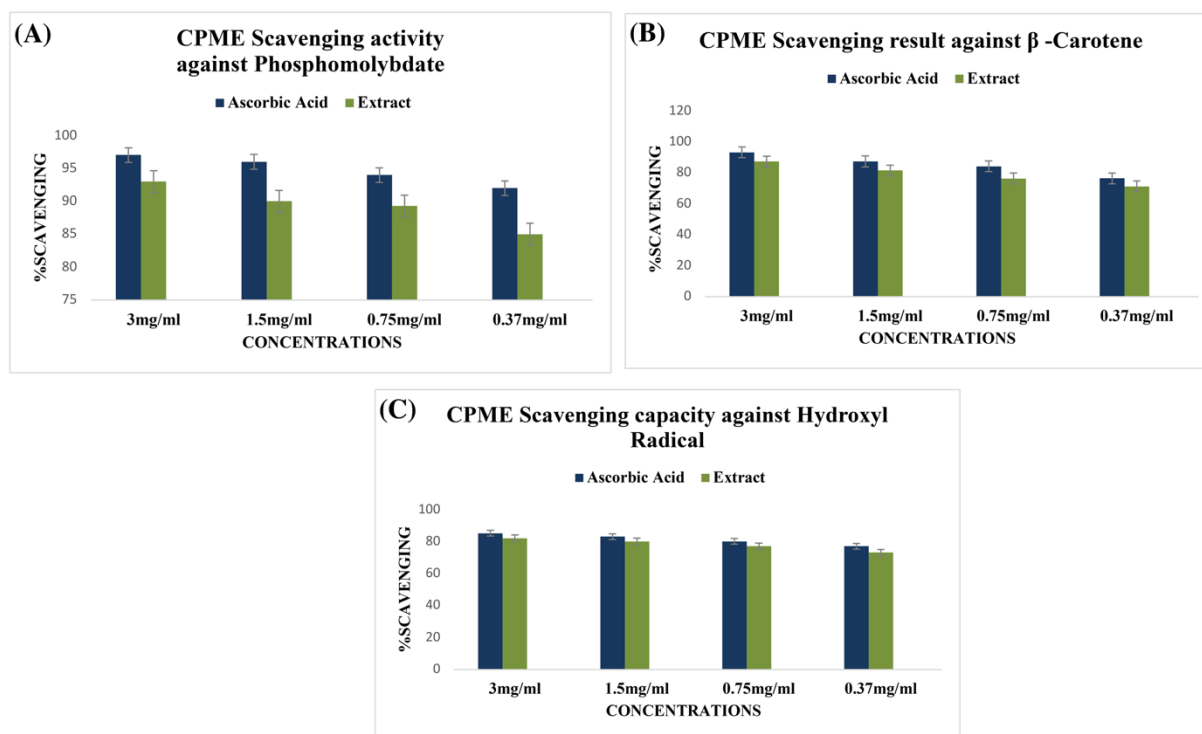 (A)
CPME Scavenging activity
against Phosphomolybdate
Ascorbic Acid Extract
100
95
90
85
80
75
%SCAVENGING
3mg/ml 1.5mg/ml 0.75mg/ml 0.37mg/ml
CONCENTRATIONS
(B)
CPME Scavenging result against β -Carotene
Ascorbic Acid Extract
120
100
80
60
40
20
0
%SCAVENGING
3mg/ml 1.5mg/ml 0.75mg/ml 0.37mg/ml
CONCENTRATIONS
(C)
CPME Scavenging capacity against Hydroxyl
Radical
Ascorbic Acid Extract
100
80
60
40
20
0
%SCAVENGING
3mg/ml 1.5mg/ml 0.75mg/ml 0.37mg/ml
CONCENTRATIONS